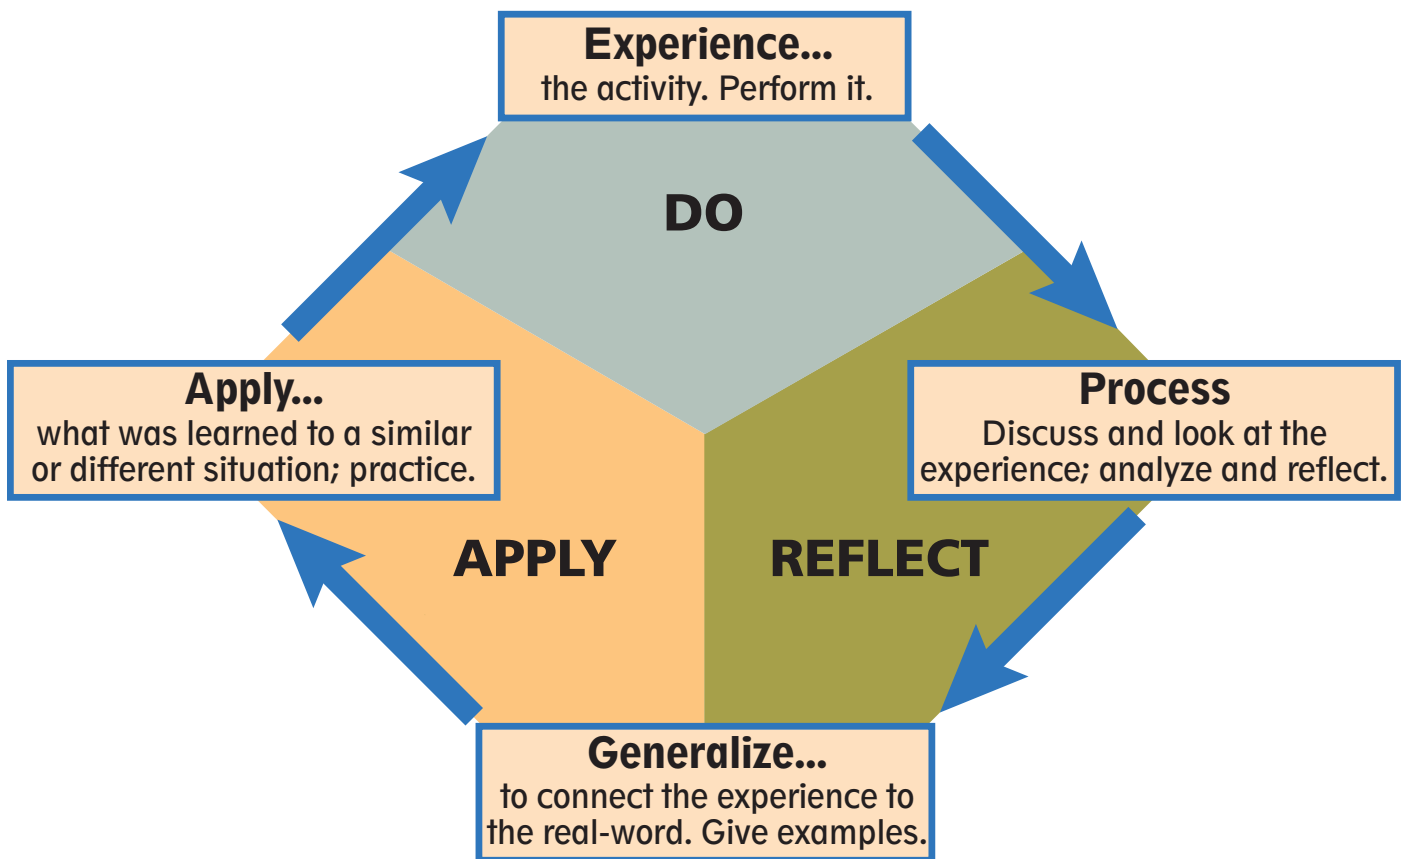 Experience...
the activity. Perform it.
DO
Apply...
what was learned to a similar
or different situation; practice.
Process
Discuss and look at the
experience; analyze and reflect.
APPLY
REFLECT
Generalize...
to connect the experience to
the real-word. Give examples.